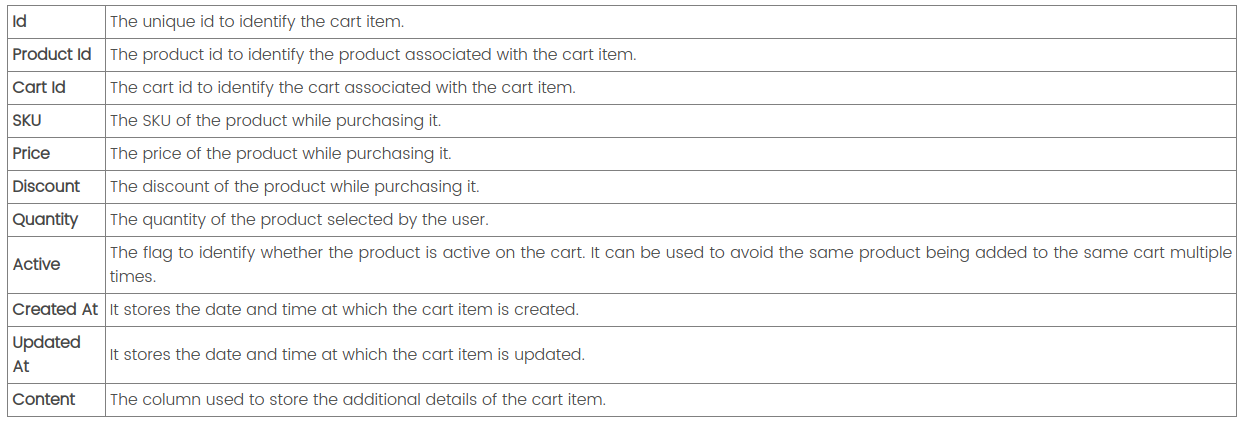 Id The unique id to identify the cart item.
Product Id The product id to identify the product associated with the cart item.
Cart Id The cart id to identify the cart associated with the cart item.
SKU The SKU of the product while purchasing it.
Price The price of the product while purchasing it.
Discount The discount of the product while purchasing it.
Quantity The quantity of the product selected by the user.
Active The flag to identify whether the product is active on the cart. It can be used to avoid the same product being added to the same cart multiple
times.
Created At It stores the date and time at which the cart item is created.
Updated
At It stores the date and time at which the cart item is updated.
Content The column used to store the additional details of the cart item.